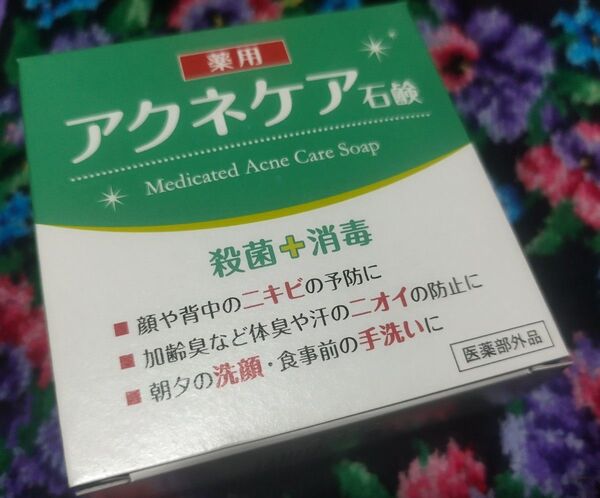 薬用
アクネケア石鹸
Medicated Acne Care Soap
殺菌+消毒
■ 顔や背中のニキビの予防に
■ 加齢臭など体臭や汗のニオイの防止に
■ 朝夕の洗顔・食事前の手洗いに
医薬部外品